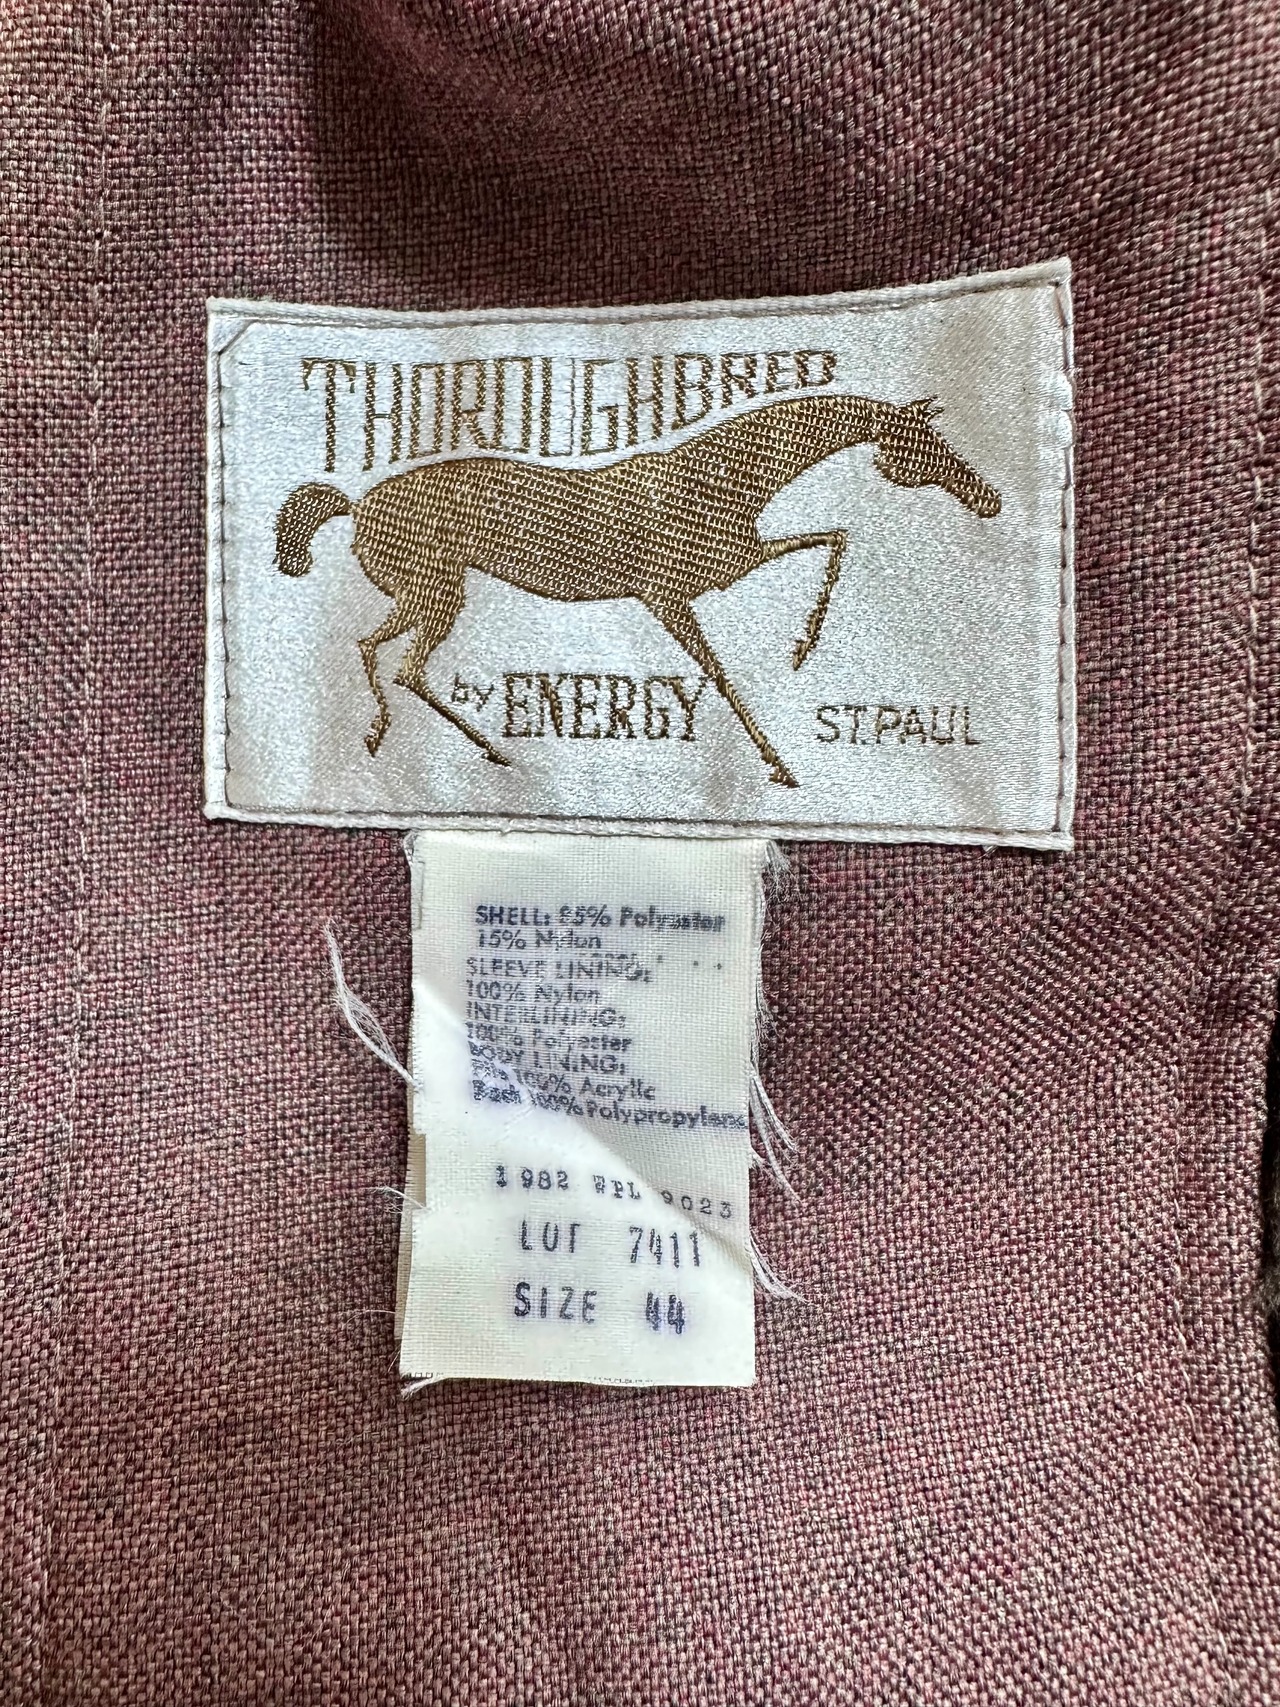 THOROUGHBRED
by ENERGY ST. PAUL
SHELL: 85% Polyester
15% Nylon
SLEEVE LINING:
100% Nylon
INTERLINING:
100% Polyester
BODY LINING:
Pile 100% Acrylic
Back 100% Polypropylene
1982 WPL 9023
LOT 7411
SIZE 44